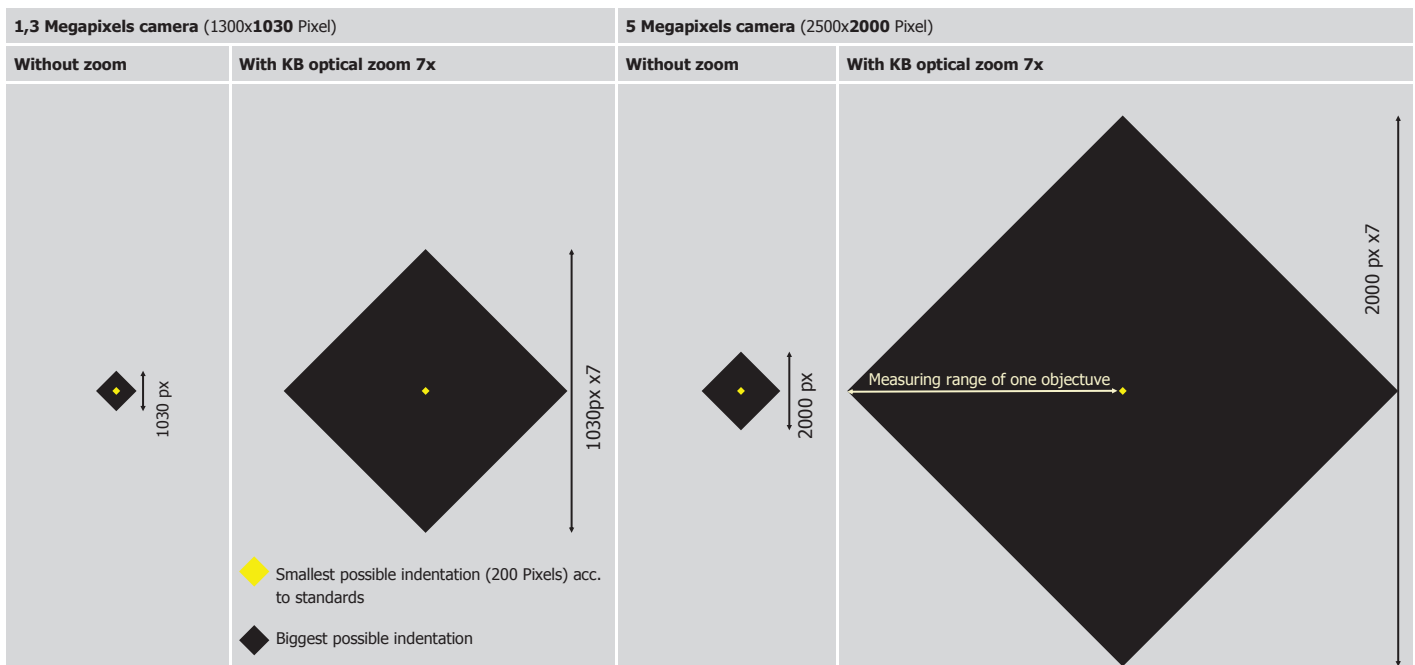 1,3 Megapixels camera (1300x1030 Pixel)
5 Megapixels camera (2500x2000 Pixel)
Without zoom
With KB optical zoom 7x
Without zoom
With KB optical zoom 7x
1030 px
1030px x7
2000 px
Measuring range of one objectuve
2000 px x7
Smallest possible indentation (200 Pixels) acc.
to standards
Biggest possible indentation